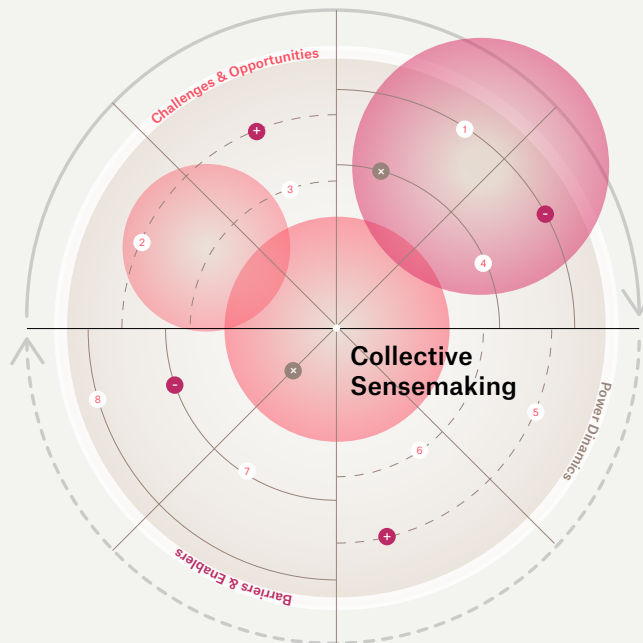 Challenges & Opportunities
+
1
×
3
-
2
4
Collective
Sensemaking
×
-
8
Power Dinamics
5
6
7
+
Barriers & Enablers